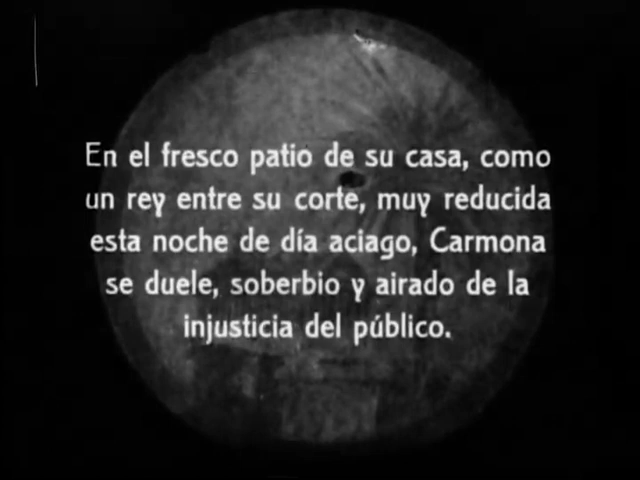 En el fresco patio de su casa, como
un rey entre su corte, muy reducida
esta noche de día aciago, Carmona
se duele, soberbio y airado de la
injusticia del público.